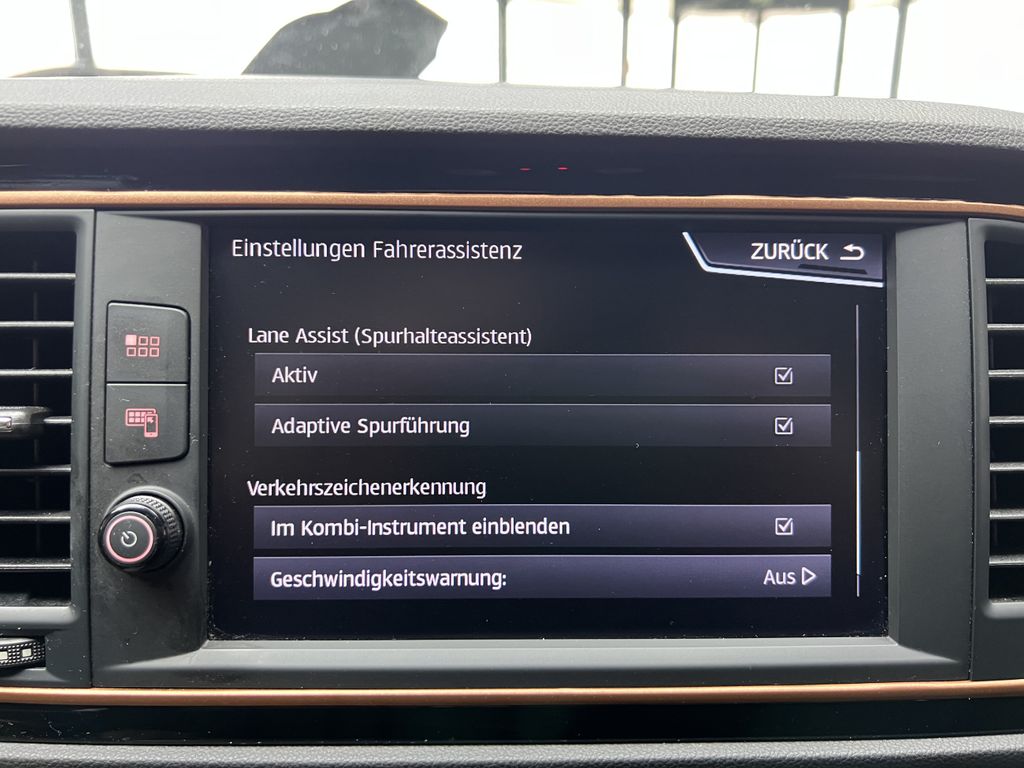 Einstellungen Fahrerassistenz
ZURÜCK
Lane Assist (Spurhalteassistent)
Aktiv
Adaptive Spurführung
Verkehrszeichenerkennung
Im Kombi-Instrument einblenden
Geschwindigkeitswarnung:
Aus